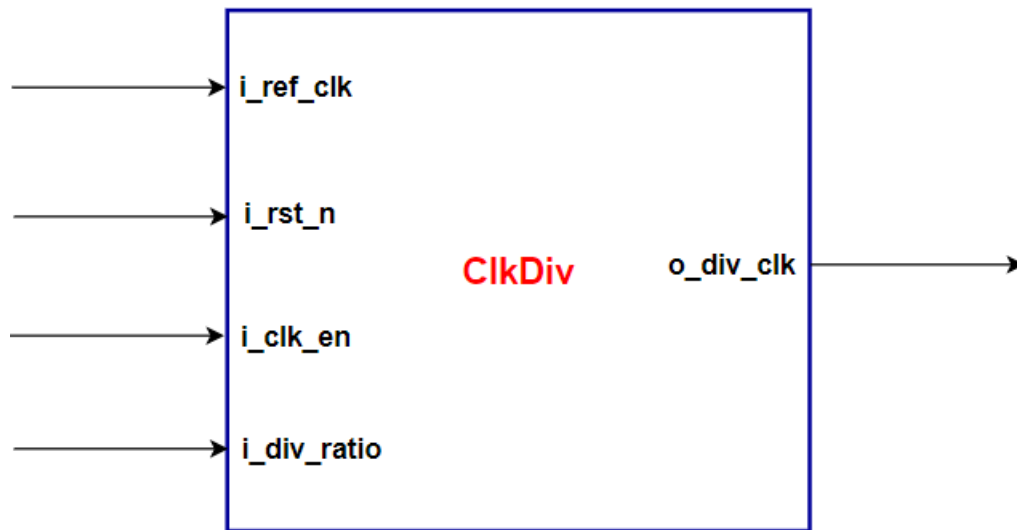 i_ref_clk
i_rst_n
ClkDiv
o_div_clk
i_clk_en
i_div_ratio